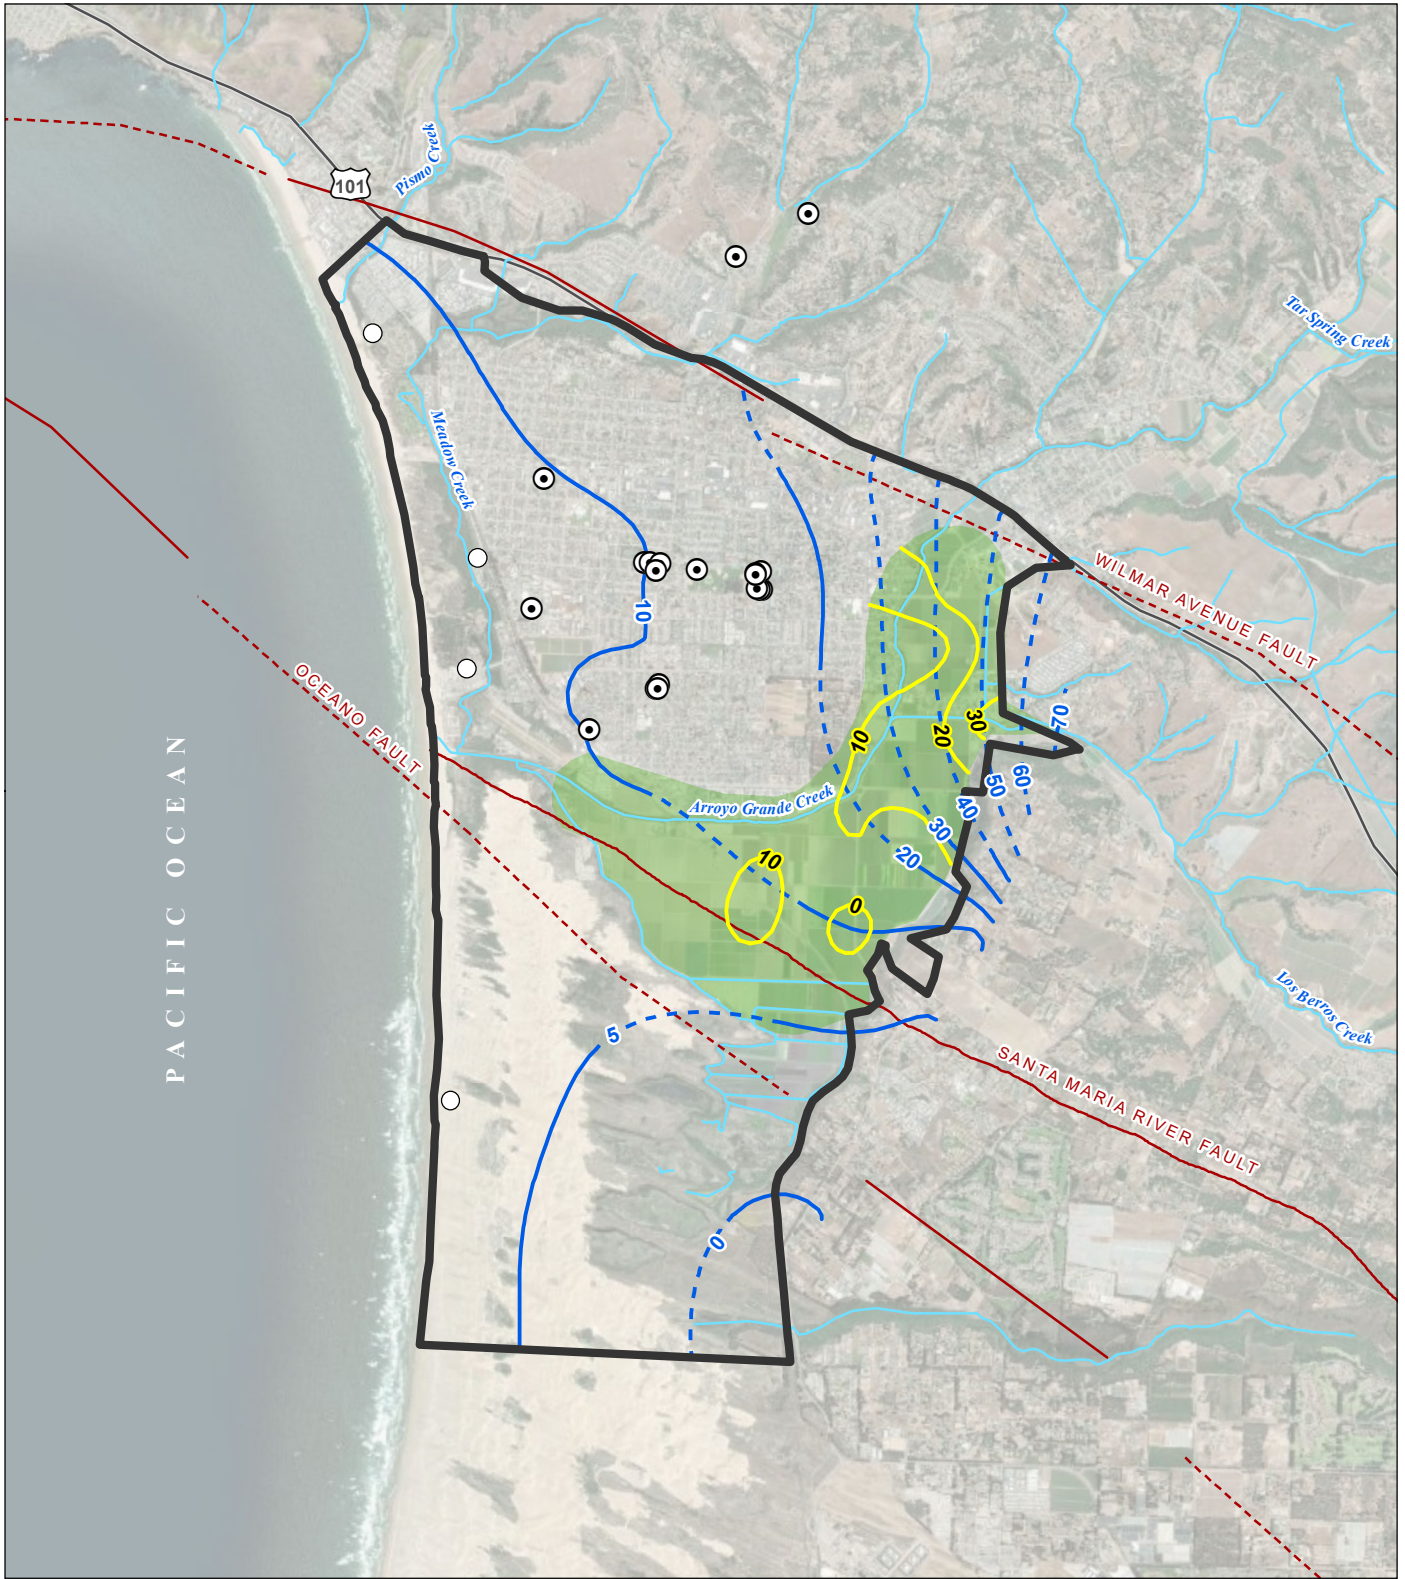 101
Pismo Creek
Tar Spring Creek
Meadow Creek
WILMAR AVENUE FAULT
10
OCEANO FAULT
70
30
20
10
60
50
40
30
20
Arroyo Grande Creek
10
0
PACIFIC OCEAN
Los Berros Creek
5
SANTA MARIA RIVER FAULT
0